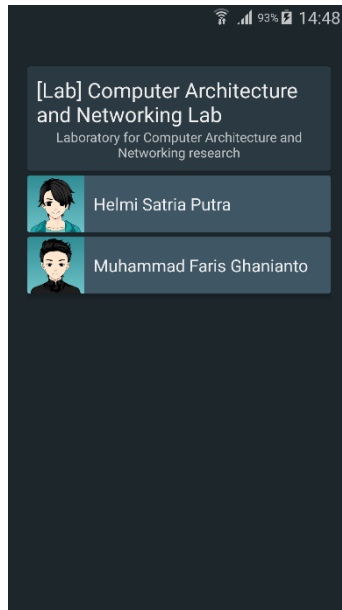 93% 14:48
[Lab] Computer Architecture
and Networking Lab
Laboratory for Computer Architecture and
Networking research
Helmi Satria Putra
Muhammad Faris Ghanianto